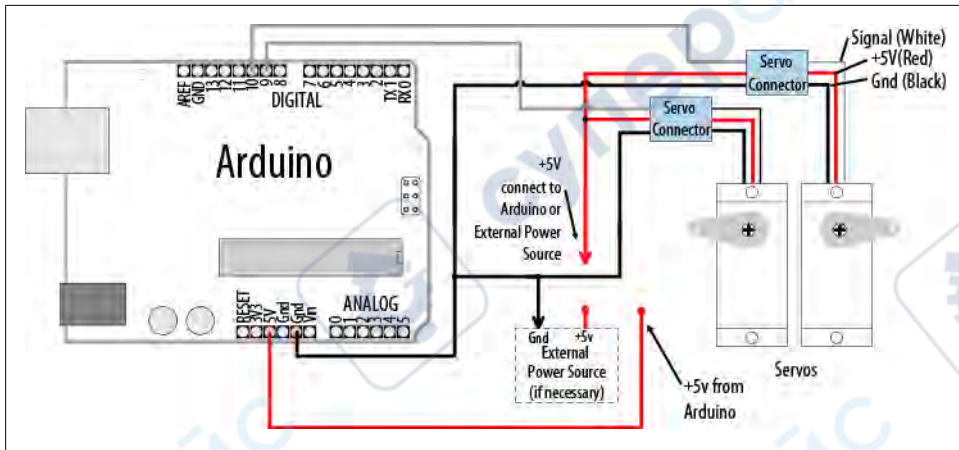 Signal (White)
+5V(Red)
Gnd (Black)
Servo
Connector
Servo
Connector
AREF
GND
13
12
11
10
9
8
7
6
5
4
3
2
TX 1
RX 0
DIGITAL
Arduino
+5V
connect to
Arduino or
External Power
Source
RESET
3V3
5V
Gnd
Gnd
Vin
ANALOG
0
1
2
3
4
5
Gnd +5v
External
Power Source
(if necessary)
+5v from
Arduino
Servos